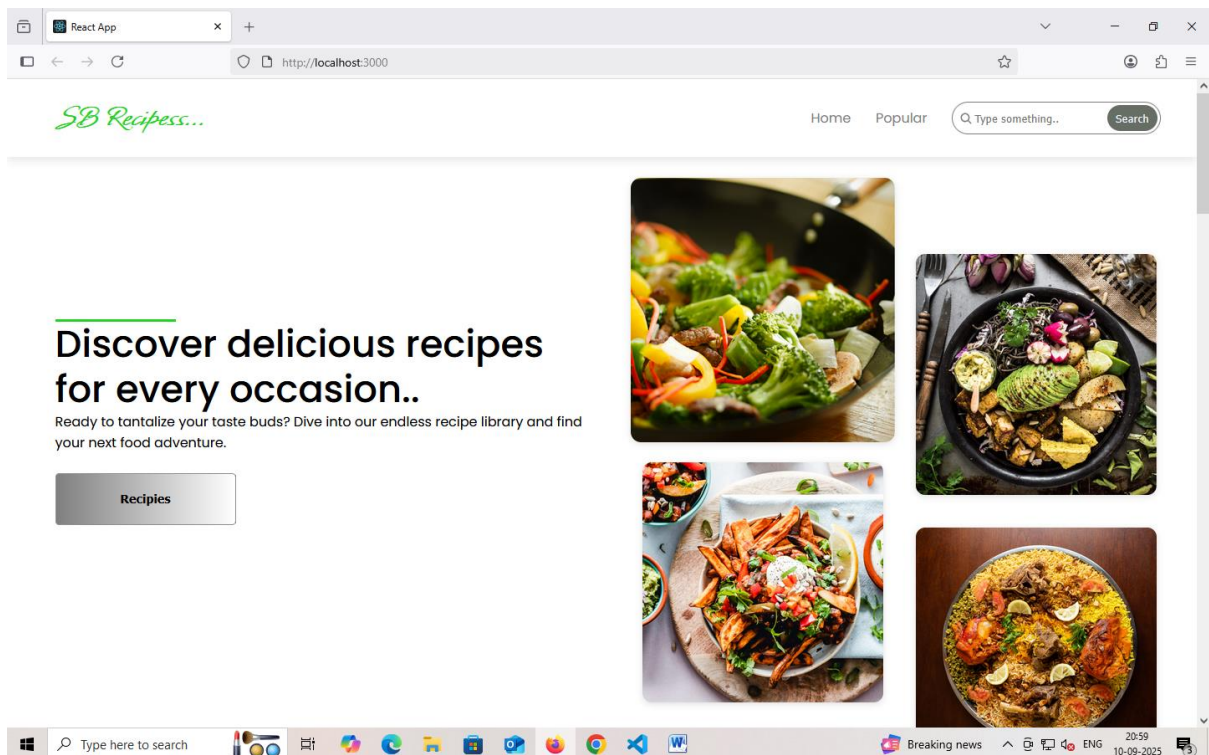 React App
http://localhost:3000
SB Recipess...
Home Popular Type something.. Search
Discover delicious recipes
for every occasion..
Ready to tantalize your taste buds? Dive into our endless recipe library and find
your next food adventure.
Recipies
Type here to search
Breaking news
ENG
20:59
10-09-2025
3